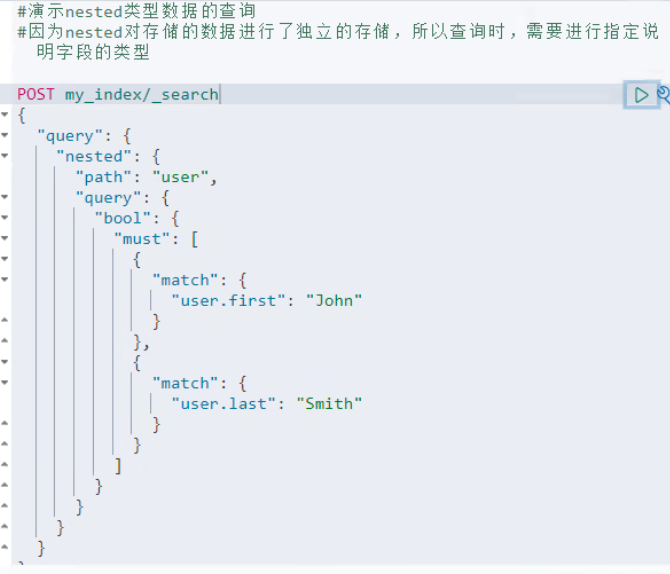 #演示nested类型数据的查询
#因为nested对存储的数据进行了独立的存储，所以查询时，需要进行指定说
明字段的类型
POST my_index/_search
{
  "query": {
    "nested": {
      "path": "user",
      "query": {
        "bool": {
          "must": [
            {
              "match": {
                "user.first": "John"
              }
            },
            {
              "match": {
                "user.last": "Smith"
              }
            }
          ]
        }
      }
    }
  }
}